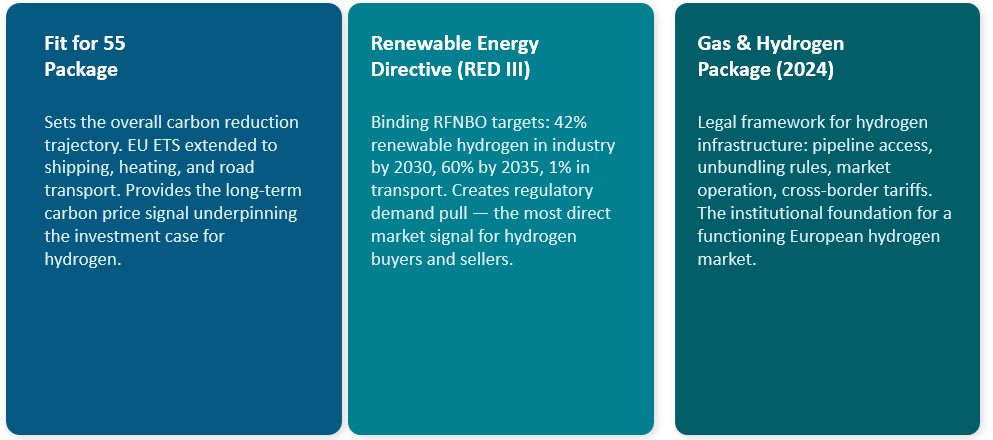 Fit for 55
Package
Sets the overall carbon reduction
trajectory. EU ETS extended to
shipping, heating, and road
transport. Provides the long-term
carbon price signal underpinning
the investment case for
hydrogen.
Renewable Energy
Directive (RED III)
Binding RFNBO targets: 42%
renewable hydrogen in industry
by 2030, 60% by 2035, 1% in
transport. Creates regulatory
demand pull — the most direct
market signal for hydrogen
buyers and sellers.
Gas & Hydrogen
Package (2024)
Legal framework for hydrogen
infrastructure: pipeline access,
unbundling rules, market
operation, cross-border tariffs.
The institutional foundation for a
functioning European hydrogen
market.